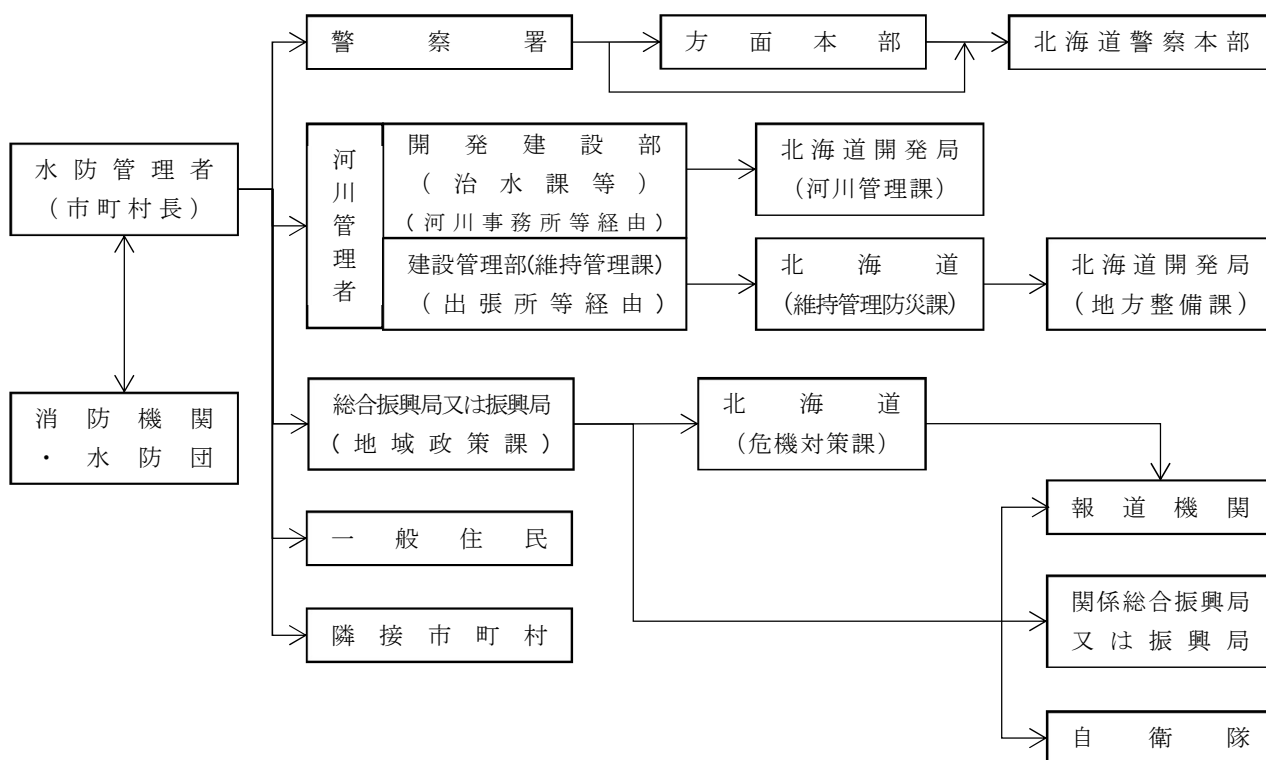 警察署
方面本部
北海道警察本部
水防管理者
(市町村長)
河川管理者
開発建設部
(治水課等)
(河川事務所等経由)
北海道開発局
(河川管理課)
建設管理部(維持管理課)
(出張所等経由)
北海道
(維持管理防災課)
北海道開発局
(地方整備課)
消防機関
・水防団
総合振興局又は振興局
(地域政策課)
北海道
(危機対策課)
報道機関
一般住民
関係総合振興局
又は振興局
隣接市町村
自衛隊